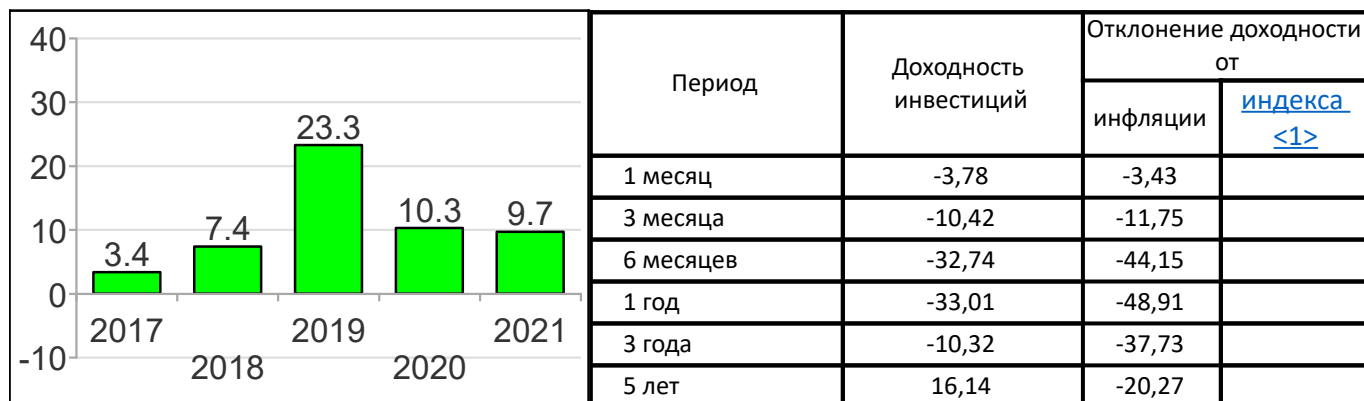 40
30
20
10
0
-10
3.4
7.4
23.3
10.3
9.7
2017
2018
2019
2020
2021
Период
Доходность
инвестиций
Отклонение доходности
от
инфляции
индекса
<1>
1 месяц -3,78 -3,43
3 месяца -10,42 -11,75
6 месяцев -32,74 -44,15
1 год -33,01 -48,91
3 года -10,32 -37,73
5 лет 16,14 -20,27